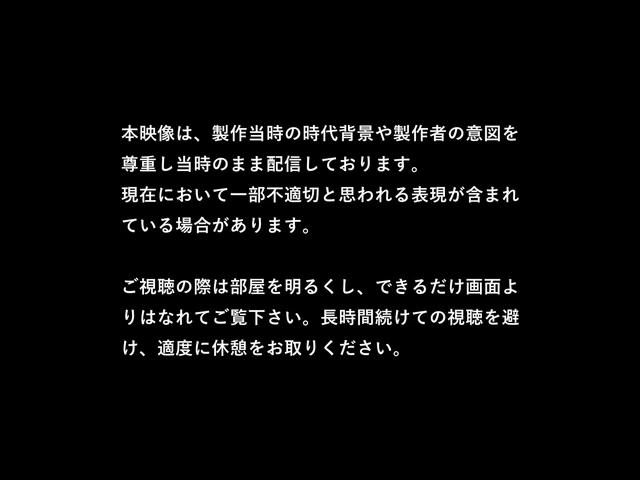 本映像は、製作当時の時代背景や製作者の意図を
尊重し当時のまま配信しております。
現在において一部不適切と思われる表現が含まれ
ている場合があります。
ご視聴の際は部屋を明るくし、できるだけ画面よ
りはなれてご覧下さい。長時間続けての視聴を避
け、適度に休憩をお取りください。